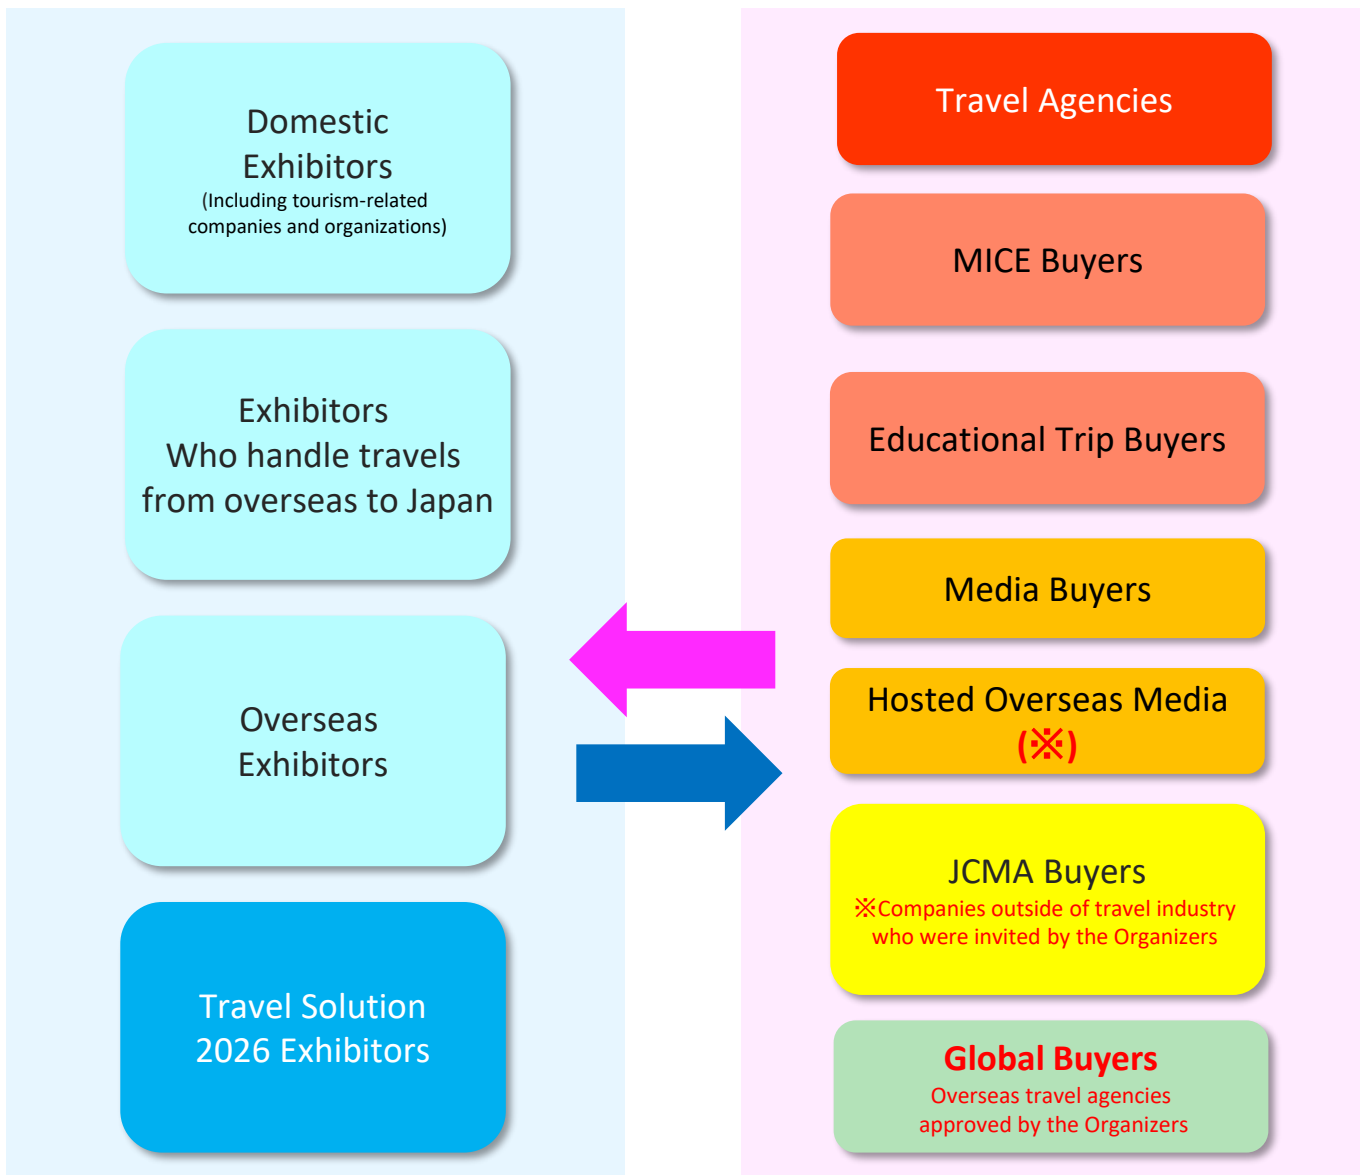 Domestic
Exhibitors
(Including tourism-related
companies and organizations)
Exhibitors
Who handle travels
from overseas to Japan
Overseas
Exhibitors
Travel Solution
2026 Exhibitors
Travel Agencies
MICE Buyers
Educational Trip Buyers
Media Buyers
Hosted Overseas Media
(※)
JCMA Buyers
※Companies outside of travel industry
who were invited by the Organizers
Global Buyers
Overseas travel agencies
approved by the Organizers